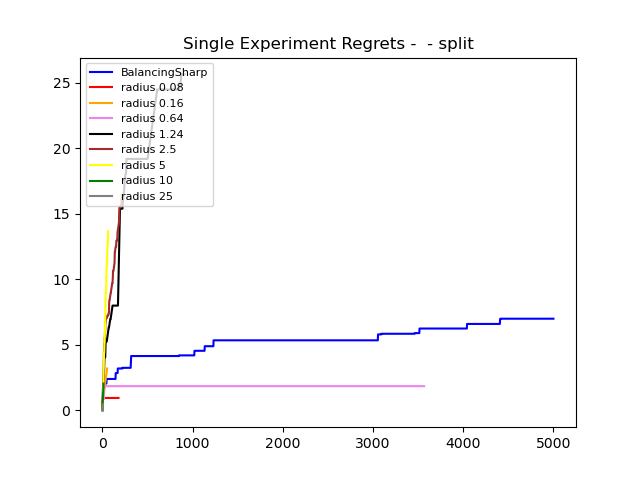 Single Experiment Regrets -  - split
BalancingSharp
radius 0.08
radius 0.16
radius 0.64
radius 1.24
radius 2.5
radius 5
radius 10
radius 25
25
20
15
10
5
0
0 1000 2000 3000 4000 5000